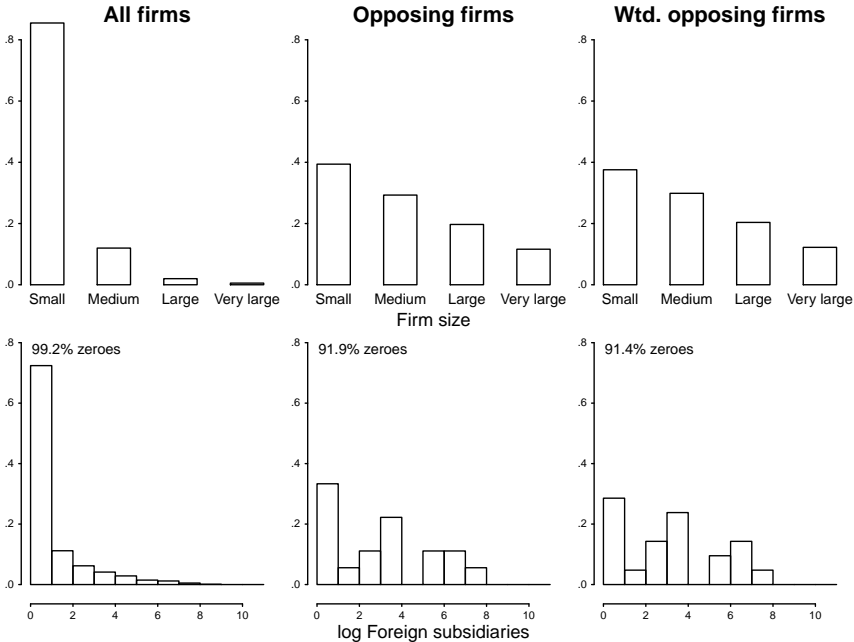 All firms Opposing firms Wtd. opposing firms
.8 .8 .8
.6 .6 .6
.4 .4 .4
.2 .2 .2
.0 .0 .0
Small Medium Large Very large Small Medium Large Very large Small Medium Large Very large
Firm size
.8 99.2% zeroes .8 91.9% zeroes .8 91.4% zeroes
.6 .6 .6
.4 .4 .4
.2 .2 .2
.0 .0 .0
0 2 4 6 8 10 0 2 4 6 8 10 0 2 4 6 8 10
log Foreign subsidiaries